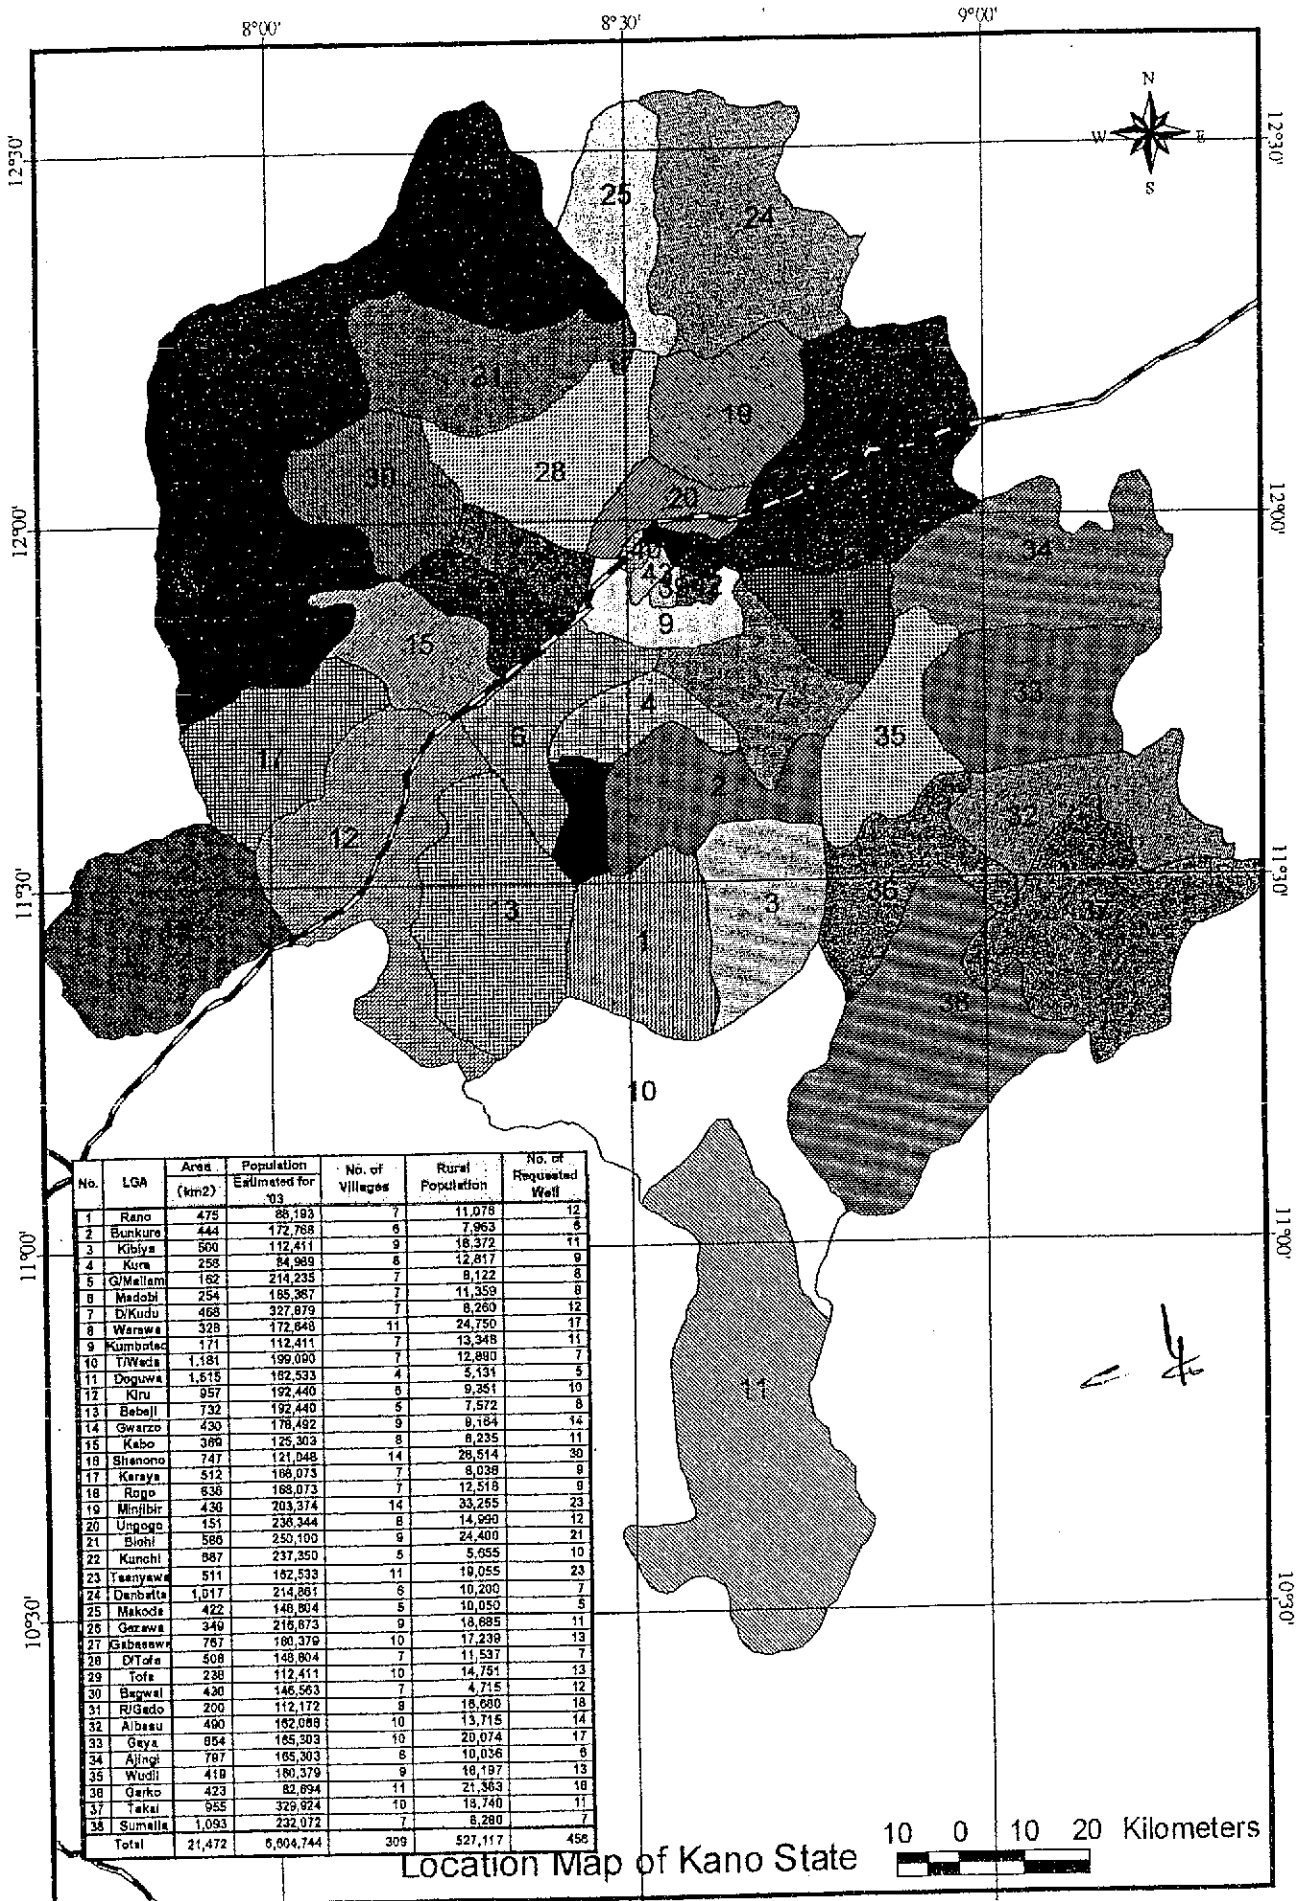 8°00' 8°30' 9°00'
N
W E
S
12°30' 12°30'
25
24
21
19
30
28
20
12°00' 12°00'
34
40
9
8
15
4
7
33
6
35
17
2
12
32
11°30' 11°30'
13
3
36
1
37
38
10
No. LGA Area (km2) Population Estimated for '03 No. of Villages Rural Population No. of Requested Well
1 Rano 475 88,193 7 11,078 12
2 Bunkure 444 172,768 6 7,963 6
3 Kibiya 500 112,411 9 18,372 11
4 Kura 258 84,989 8 12,817 9
5 G/Mallam 162 214,235 7 8,122 8
6 Madobi 254 185,387 7 11,359 8
7 D/Kudu 468 327,879 7 8,260 12
8 Warawa 328 172,648 11 24,750 17
9 Kumbotso 171 112,411 7 13,348 11
10 T/Wada 1,181 199,090 7 12,890 7
11 Doguwa 1,515 162,533 4 5,131 5
12 Kiru 957 192,440 6 9,351 10
13 Bebeji 732 192,440 5 7,572 8
14 Gwarzo 430 178,492 9 8,164 14
15 Kabo 369 125,303 8 8,235 11
16 Shanono 747 121,048 14 28,514 30
17 Karaye 512 168,073 7 8,038 9
18 Rogo 636 168,073 7 12,518 9
19 Minjibir 430 203,374 14 33,255 23
20 Ungogo 151 236,344 8 14,990 12
21 Bichi 586 250,100 9 24,400 21
22 Kunchi 687 237,350 5 5,655 10
23 Tsanyawa 511 162,533 11 19,055 23
24 Danbatta 1,017 214,861 6 10,200 7
25 Makoda 422 148,804 5 10,050 5
26 Gezawa 349 216,673 9 18,685 11
27 Gabasawa 767 180,379 10 17,239 13
28 D/Tofa 508 148,804 7 11,537 7
29 Tofa 238 112,411 10 14,751 13
30 Bagwai 430 146,563 7 4,715 12
31 R/Gado 200 112,172 8 16,680 18
32 Albasu 490 162,088 10 13,715 14
33 Gaya 654 165,303 10 20,074 17
34 Ajingi 797 165,303 6 10,036 6
35 Wudil 419 180,379 9 18,197 13
36 Garko 423 82,694 11 21,363 18
37 Takai 955 329,924 10 18,740 11
38 Sumaila 1,093 232,072 7 8,280 7
Total 21,472 6,604,744 309 527,117 456
11°00' 11°00'
11
10°30' 10°30'
10 0 10 20 Kilometers
Location Map of Kano State